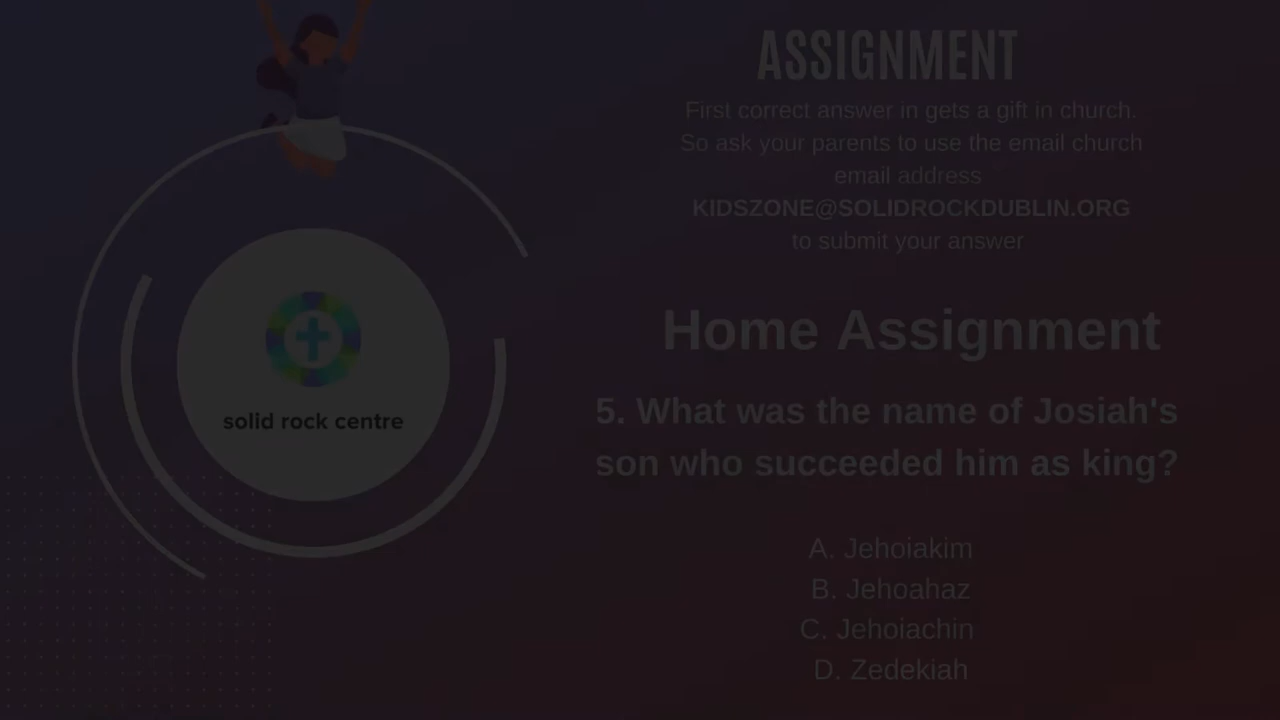 ASSIGNMENT
First correct answer in gets a gift in church.
So ask your parents to use the email church
email address
KIDSZONE@SOLIDROCKDUBLIN.ORG
to submit your answer
solid rock centre
Home Assignment
5. What was the name of Josiah's
son who succeeded him as king?
A. Jehoiakim
B. Jehoahaz
C. Jehoiachin
D. Zedekiah